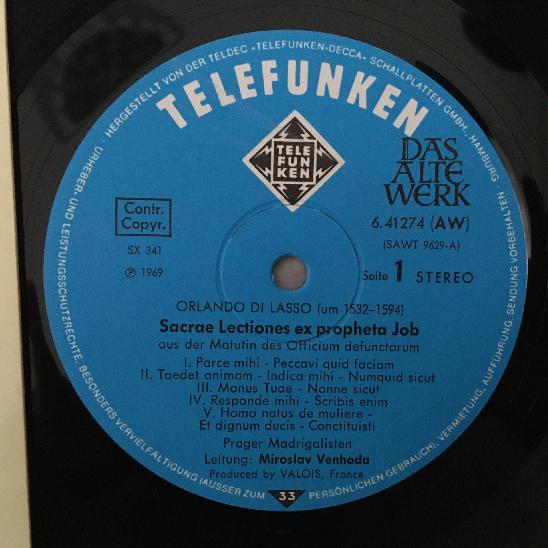 HERGESTELLT VON DER TELDEC »TELEFUNKEN-DECCA« SCHALLPLATTEN GMBH., HAMBURG · URHEBER- UND LEISTUNGSSCHUTZRECHTE, BESONDERS VERVIELFÄLTIGUNG (AUSSER ZUM PERSÖNLICHEN GEBRAUCH), VERMIETUNG, AUFFÜHRUNG, SENDUNG VORBEHALTEN
TELEFUNKEN
TELE
FUN
KEN
DAS
ALTE
WERK
Contr.
Copyr.
SX 341
℗ 1969
6.41274 (AW)
(SAWT 9629-A)
Seite 1 STEREO
ORLANDO DI LASSO (um 1532-1594)
Sacrae Lectiones ex propheta Job
aus der Matutin des Officium defunctorum
I. Parce mihi - Peccavi quid faciam
II. Taedet animam - Indica mihi - Numquid sicut
III. Manus Tuae - Nonne sicut
IV. Responde mihi - Scribis enim
V. Homo natus de muliere -
Et dignum ducis - Conctituisti
Prager Madrigalisten
Leitung: Miroslav Venhoda
Produced by VALOIS, France
33